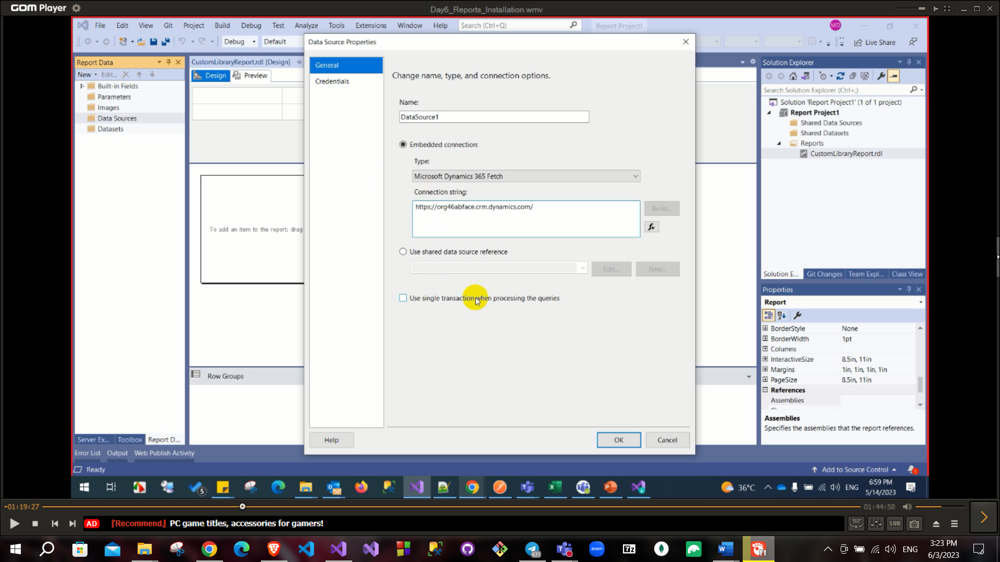 GOM Player
Day6_Reports_Installation.wmv
File Edit View Git Project Build Debug Test Analyze Tools Extensions Window Help Search (Ctrl+Q) Report Project1 MD
Debug Default Live Share
Data Source Properties
Report Data
New Edit...
Built-in Fields
Parameters
Images
Data Sources
Datasets
CustomLibraryReport.rdl [Design]
Design Preview
To add an item to the report: drag
Row Groups
General
Credentials
Change name, type, and connection options.
Name:
DataSource1
Embedded connection:
Type:
Microsoft Dynamics 365 Fetch
Connection string:
https://org46abface.crm.dynamics.com/
Build...
fx
Use shared data source reference
Edit... New...
Use single transaction when processing the queries
Help OK Cancel
Solution Explorer
Search Solution Explorer (Ctrl+;)
Solution 'Report Project1' (1 of 1 project)
Report Project1
Shared Data Sources
Shared Datasets
Reports
CustomLibraryReport.rdl
Solution E... Git Changes Team Expl... Class View
Properties
Report
BorderStyle None
BorderWidth 1pt
Columns
InteractiveSize 8.5in, 11in
Margins 1in, 1in, 1in, 1in
PageSize 8.5in, 11in
References
Assemblies
Assemblies
Specifies the assemblies that the report references.
Server Ex... Toolbox Report D...
Error List Output Web Publish Activity
Ready Add to Source Control 1
5 36°C ENG 6:59 PM
5/14/2023
-01:19:27 01:44:58
AD 『Recommend』 PC game titles, accessories for gamers! 360° SUB
431 zoom 7z ENG 3:23 PM
6/3/2023